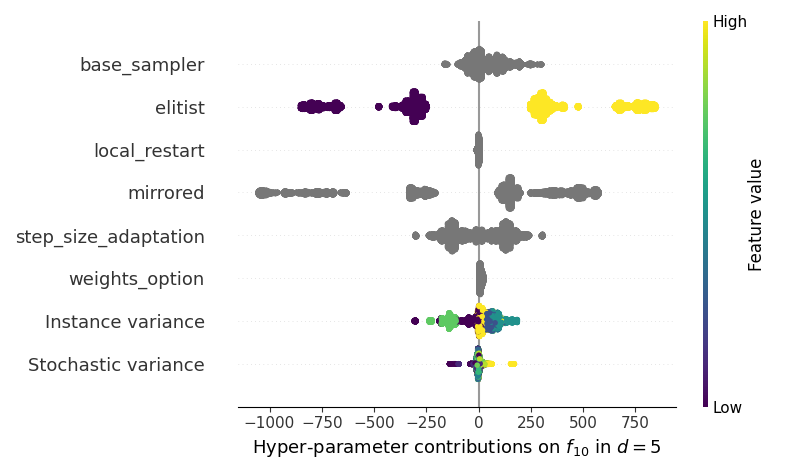 High
base_sampler
elitist
local_restart
mirrored
step_size_adaptation
weights_option
Instance variance
Stochastic variance
Feature value
Low
−1000 −750 −500 −250 0 250 500 750
Hyper-parameter contributions on f10 in d = 5